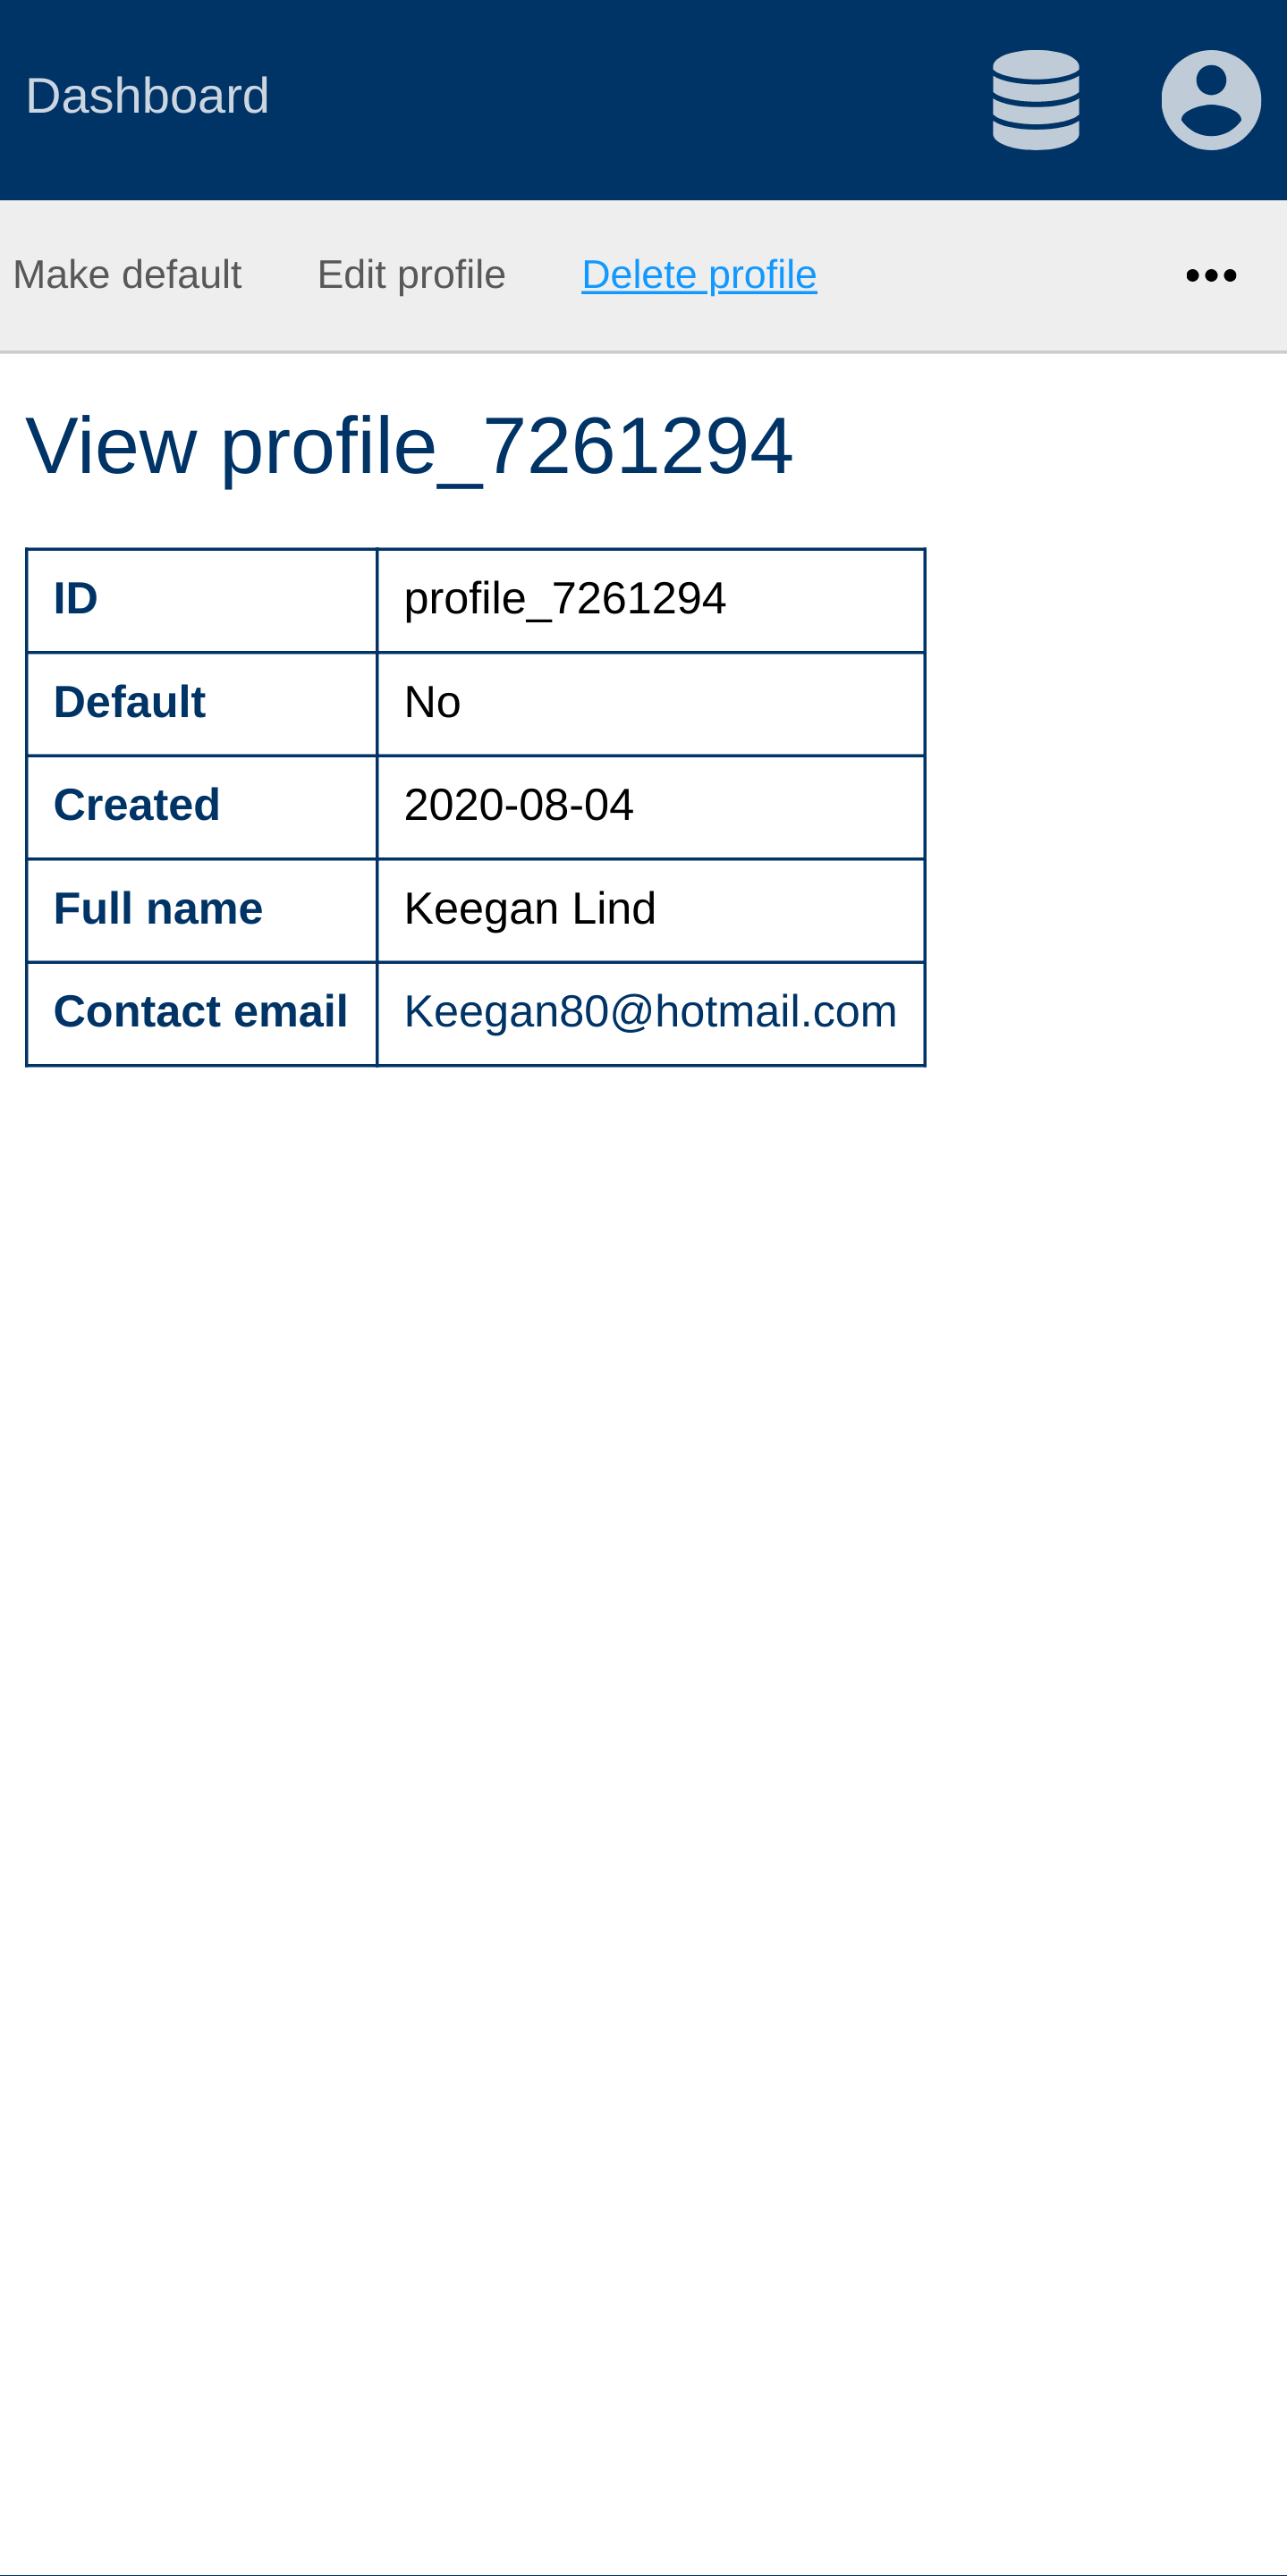 Dashboard
Make default Edit profile Delete profile
View profile_7261294
ID profile_7261294
Default No
Created 2020-08-04
Full name Keegan Lind
Contact email Keegan80@hotmail.com